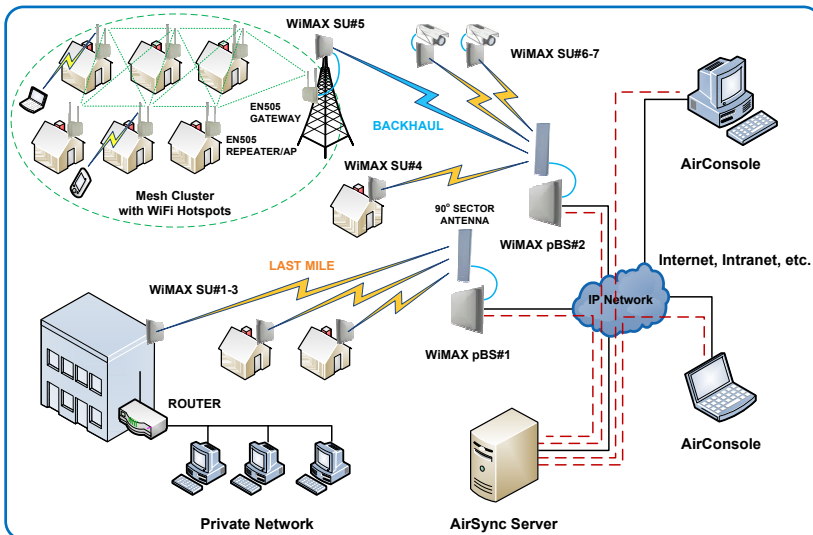 WiMAX SU#5
WiMAX SU#6-7
EN505
GATEWAY
BACKHAUL
EN505
REPEATER/AP
Mesh Cluster
with WiFi Hotspots
WiMAX SU#4
AirConsole
90° SECTOR
ANTENNA
WiMAX pBS#2
Internet, Intranet, etc.
LAST MILE
WiMAX SU#1-3
IP Network
WiMAX pBS#1
ROUTER
AirConsole
Private Network
AirSync Server